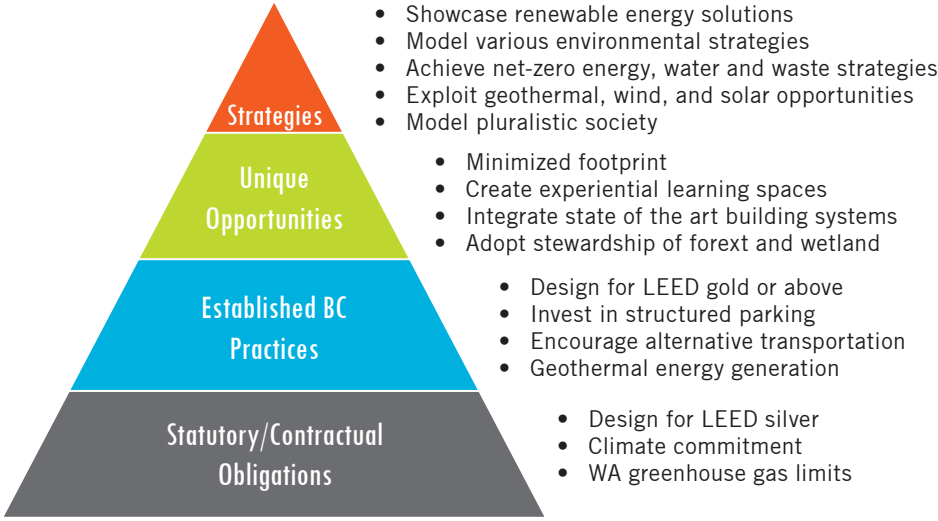 Strategies
• Showcase renewable energy solutions
• Model various environmental strategies
• Achieve net-zero energy, water and waste strategies
• Exploit geothermal, wind, and solar opportunities
• Model pluralistic society
Unique
Opportunities
• Minimized footprint
• Create experiential learning spaces
• Integrate state of the art building systems
• Adopt stewardship of forext and wetland
Established BC
Practices
• Design for LEED gold or above
• Invest in structured parking
• Encourage alternative transportation
• Geothermal energy generation
Statutory/Contractual
Obligations
• Design for LEED silver
• Climate commitment
• WA greenhouse gas limits